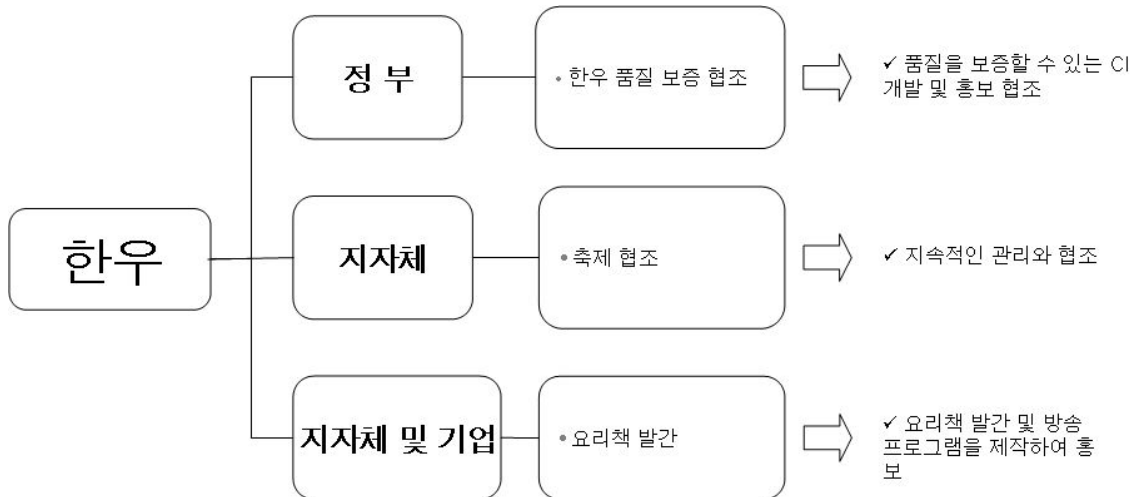 정 부
• 한우 품질 보증 협조
✓ 품질을 보증할 수 있는 CI
개발 및 홍보 협조
한우
지자체
• 축제 협조
✓ 지속적인 관리와 협조
지자체 및 기업
• 요리책 발간
✓ 요리책 발간 및 방송
프로그램을 제작하여 홍
보